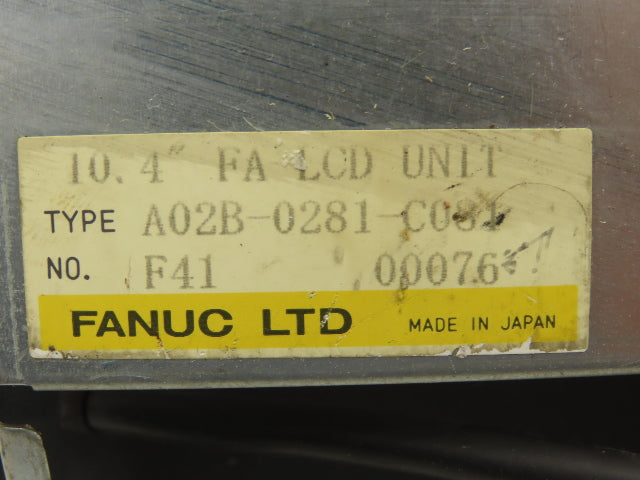 10.4" FA LCD UNIT
TYPE A02B-0281-C081
NO. F41 00076
FANUC LTD MADE IN JAPAN